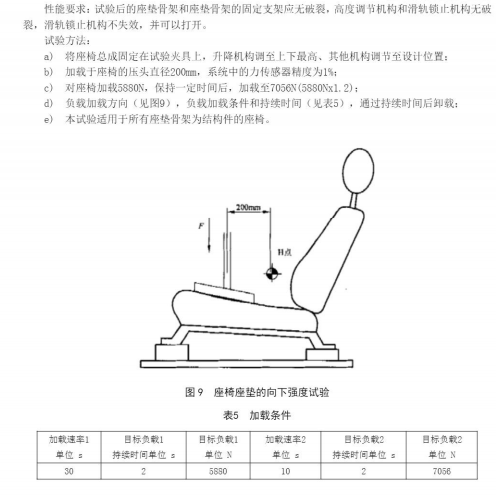 性能要求:试验后的座垫骨架和座垫骨架的固定支架应无破裂,高度调节机构和滑轨锁止机构无破
裂,滑轨锁止机构不失效,并可以打开。
试验方法:
a) 将座椅总成固定在试验夹具上,升降机构调至上下最高、其他机构调节至设计位置;
b) 加载于座椅的压头直径200mm,系统中的力传感器精度为1%;
c) 对座椅加载5880N,保持一定时间后,加载至7056N(5880Nx1.2);
d) 负载加载方向(见图9),负载加载条件和持续时间(见表5),通过持续时间后卸载;
e) 本试验适用于所有座垫骨架为结构件的座椅。
200mm
F
H点
图 9 座椅座垫的向下强度试验
表5 加载条件
加载速率1 目标负载1 目标负载1 加载速率2 目标负载2 目标负载2
单位 s 持续时间单位 s 单位 N 单位 s 持续时间单位 s 单位 N
30 2 5880 10 2 7056